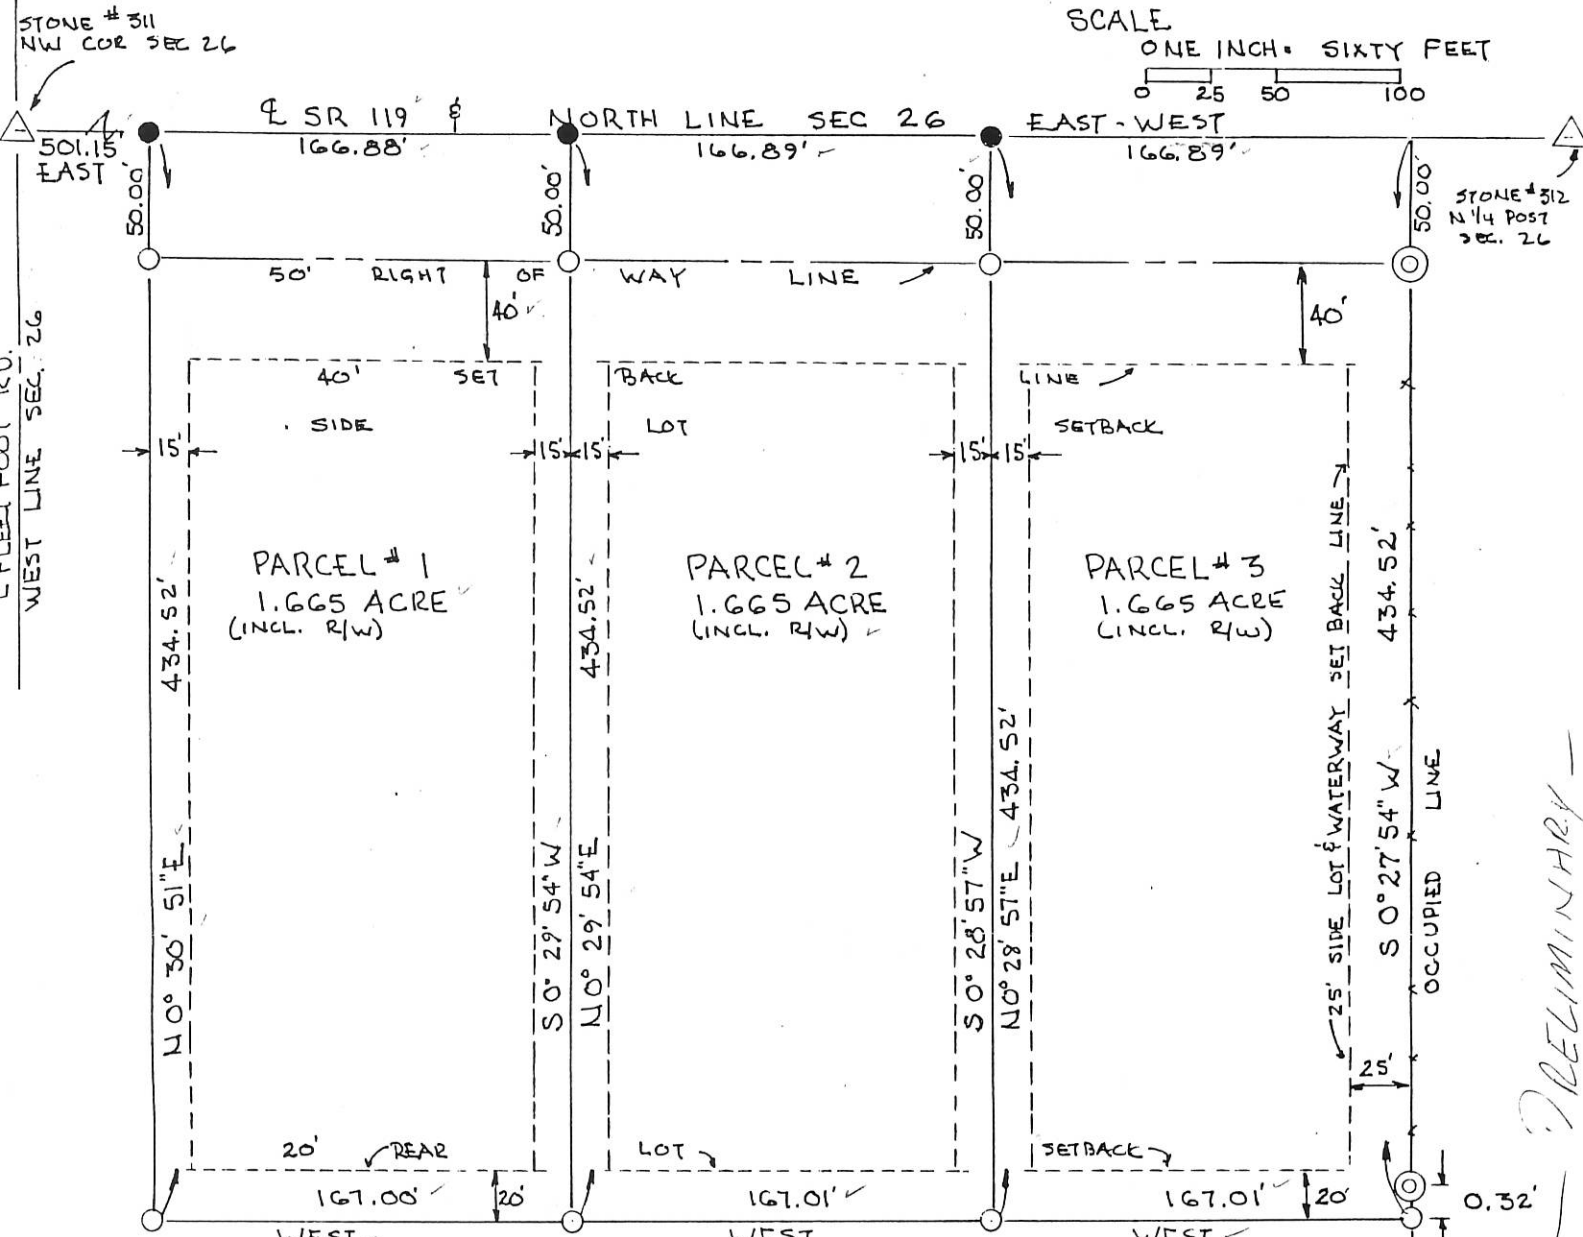 STONE #311
NW COR SEC 26
SCALE
ONE INCH = SIXTY FEET
0 25 50 100
℄ SR 119 & NORTH LINE SEC 26 EAST-WEST
501.15'
EAST
166.88'
166.89'
166.89'
50.00'
50.00'
50.00'
50.00'
STONE #312
N 1/4 POST
SEC. 26
50' RIGHT OF WAY LINE
40'
40'
WEST LINE SEC. 26
40' SET BACK LINE
SIDE LOT SETBACK
15'
15' 15'
15' 15'
PARCEL #1
1.665 ACRE
(INCL. R/W)
PARCEL #2
1.665 ACRE
(INCL. R/W)
PARCEL #3
1.665 ACRE
(INCL. R/W)
N 0° 30' 51" E 434.52'
S 0° 29' 54" W
N 0° 29' 54" E 434.52'
S 0° 28' 57" W
N 0° 28' 57" E 434.52'
25' SIDE LOT & WATERWAY SET BACK LINE
S 0° 27' 54" W 434.52'
OCCUPIED LINE
PRELIMINARY
25'
20' REAR LOT SETBACK
167.00'
20'
167.01'
167.01'
20'
0.32'
WEST
WEST
WEST